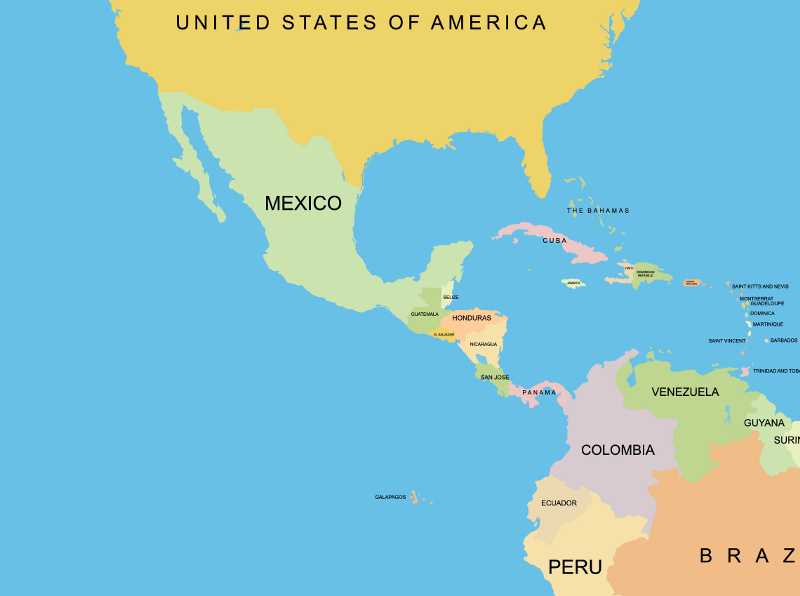 UNITED STATES OF AMERICA
MEXICO
THE BAHAMAS
CUBA
HAITI
DOMINICAN
REPUBLIC
JAMAICA
SAINT KITTS AND NEVIS
BELIZE
MONTSERRAT
GUADELOUPE
GUATEMALA
HONDURAS
DOMINICA
MARTINIQUE
EL SALVADOR
NICARAGUA
SAINT VINCENT
BARBADOS
TRINIDAD AND TOBA
SAN JOSE
PANAMA
VENEZUELA
GUYANA
SURIN
COLOMBIA
GALAPAGOS
ECUADOR
BRAZ
PERU